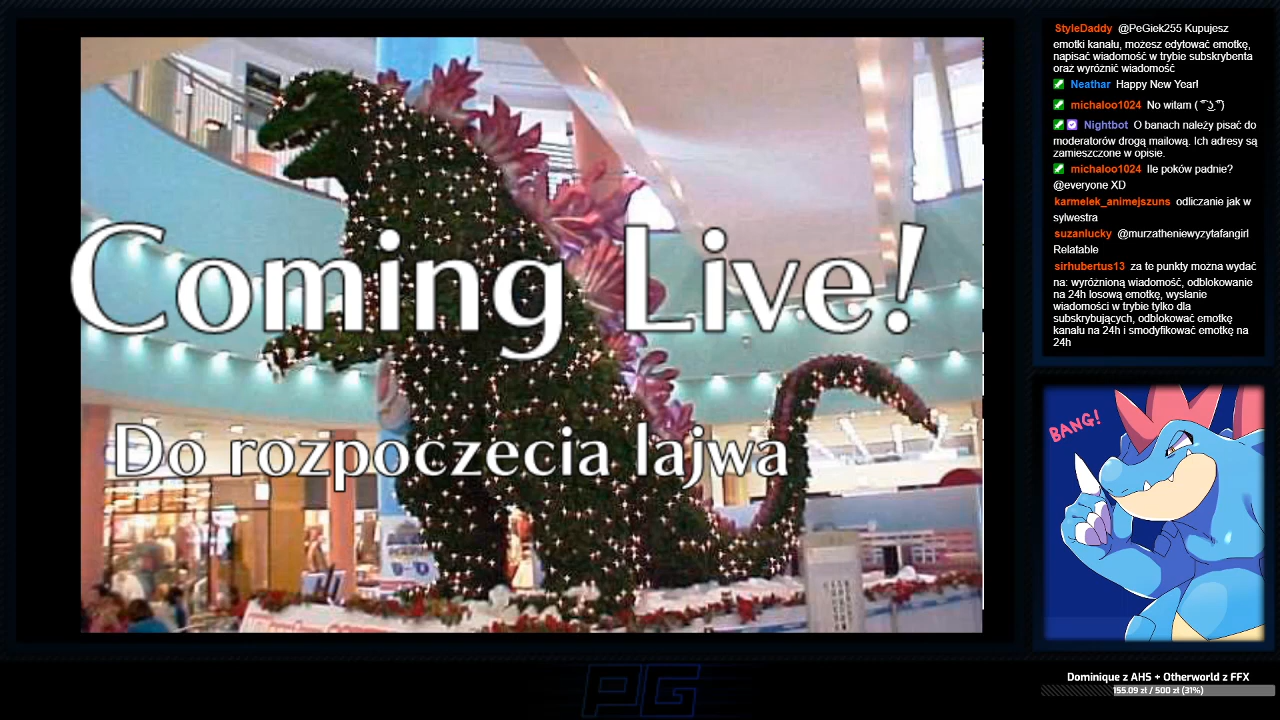 Coming Live!
Do rozpoczecia lajwa
StyleDaddy @PeGiek255 Kupujesz
emotki kanału, możesz edytować emotkę,
napisać wiadomość w trybie subskrybenta
oraz wyróżnić wiadomość
Neathar Happy New Year!
michaloo1024 No witam ( ͡° ͜ʖ ͡°)
Nightbot O banach należy pisać do
moderatorów drogą mailową. Ich adresy są
zamieszczone w opisie.
michaloo1024 Ile poków padnie?
@everyone XD
karmelek_animejszuns odliczanie jak w
sylwestra
suzanlucky @murzatheniewyzytafangirl
Relatable
sirhubertus13 za te punkty można wydać
na: wyróżnioną wiadomość, odblokowanie
na 24h losową emotkę, wysłanie
wiadomości w trybie tylko dla
subskrybujących, odblokować emotkę
kanału na 24h i smodyfikować emotkę na
24h
BANG!
PG
Dominique z AHS + Otherworld z FFX
155.09 zł / 500 zł (31%)